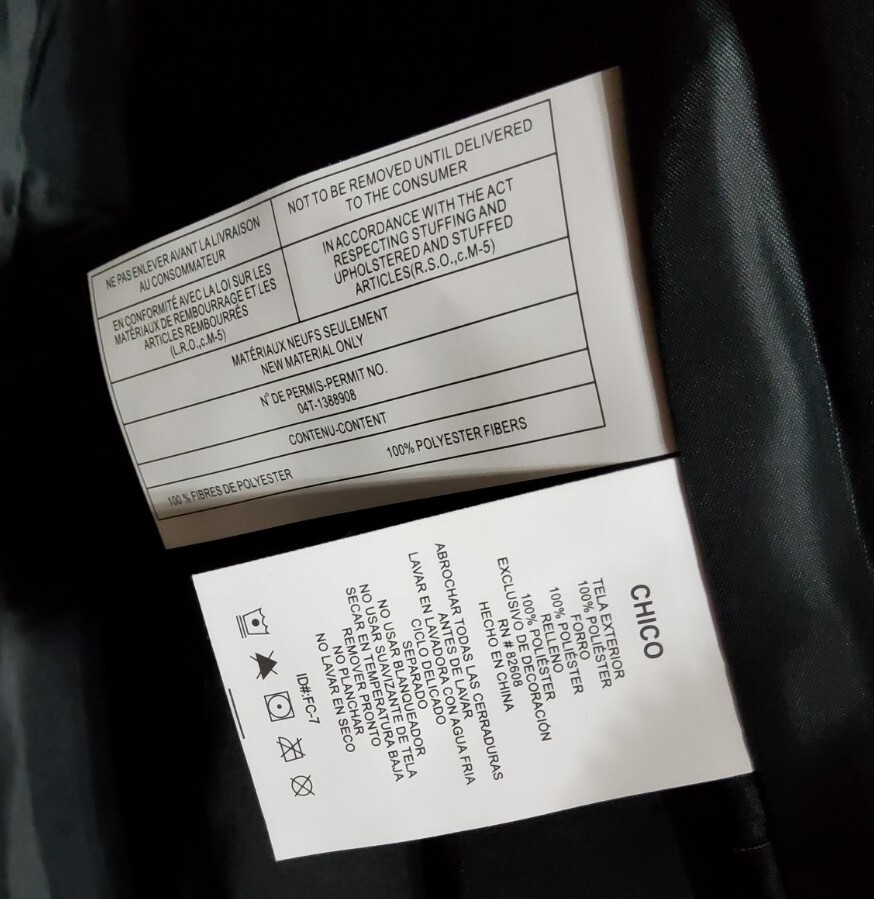 NE PAS ENLEVER AVANT LA LIVRAISON
AU CONSOMMATEUR
NOT TO BE REMOVED UNTIL DELIVERED
TO THE CONSUMER
EN CONFORMITÉ AVEC LA LOI SUR LES
MATÉRIAUX DE REMBOURRAGE ET LES
ARTICLES REMBOURRÉS
(L.R.O.,c.M-5)
IN ACCORDANCE WITH THE ACT
RESPECTING STUFFING AND
UPHOLSTERED AND STUFFED
ARTICLES(R.S.O.,c.M-5)
MATÉRIAUX NEUFS SEULEMENT
NEW MATERIAL ONLY
N° DE PERMIS-PERMIT NO.
04T-1388908
CONTENU-CONTENT
100 % FIBRES DE POLYESTER
100% POLYESTER FIBERS
CHICO
TELA EXTERIOR
100% POLIÉSTER
FORRO
100% POLIÉSTER
RELLENO
100% POLIÉSTER
EXCLUSIVO DE DECORACIÓN
RN # 82608
HECHO EN CHINA
ABROCHAR TODAS LAS CERRADURAS
ANTES DE LAVAR
LAVAR EN LAVADORA CON AGUA FRIA
CICLO DELICADO
SEPARADO
NO USAR BLANQUEADOR
NO USAR SUAVIZANTE DE TELA
SECAR EN TEMPERATURA BAJA
REMOVER PRONTO
NO PLANCHAR
NO LAVAR EN SECO
ID#:FC-7